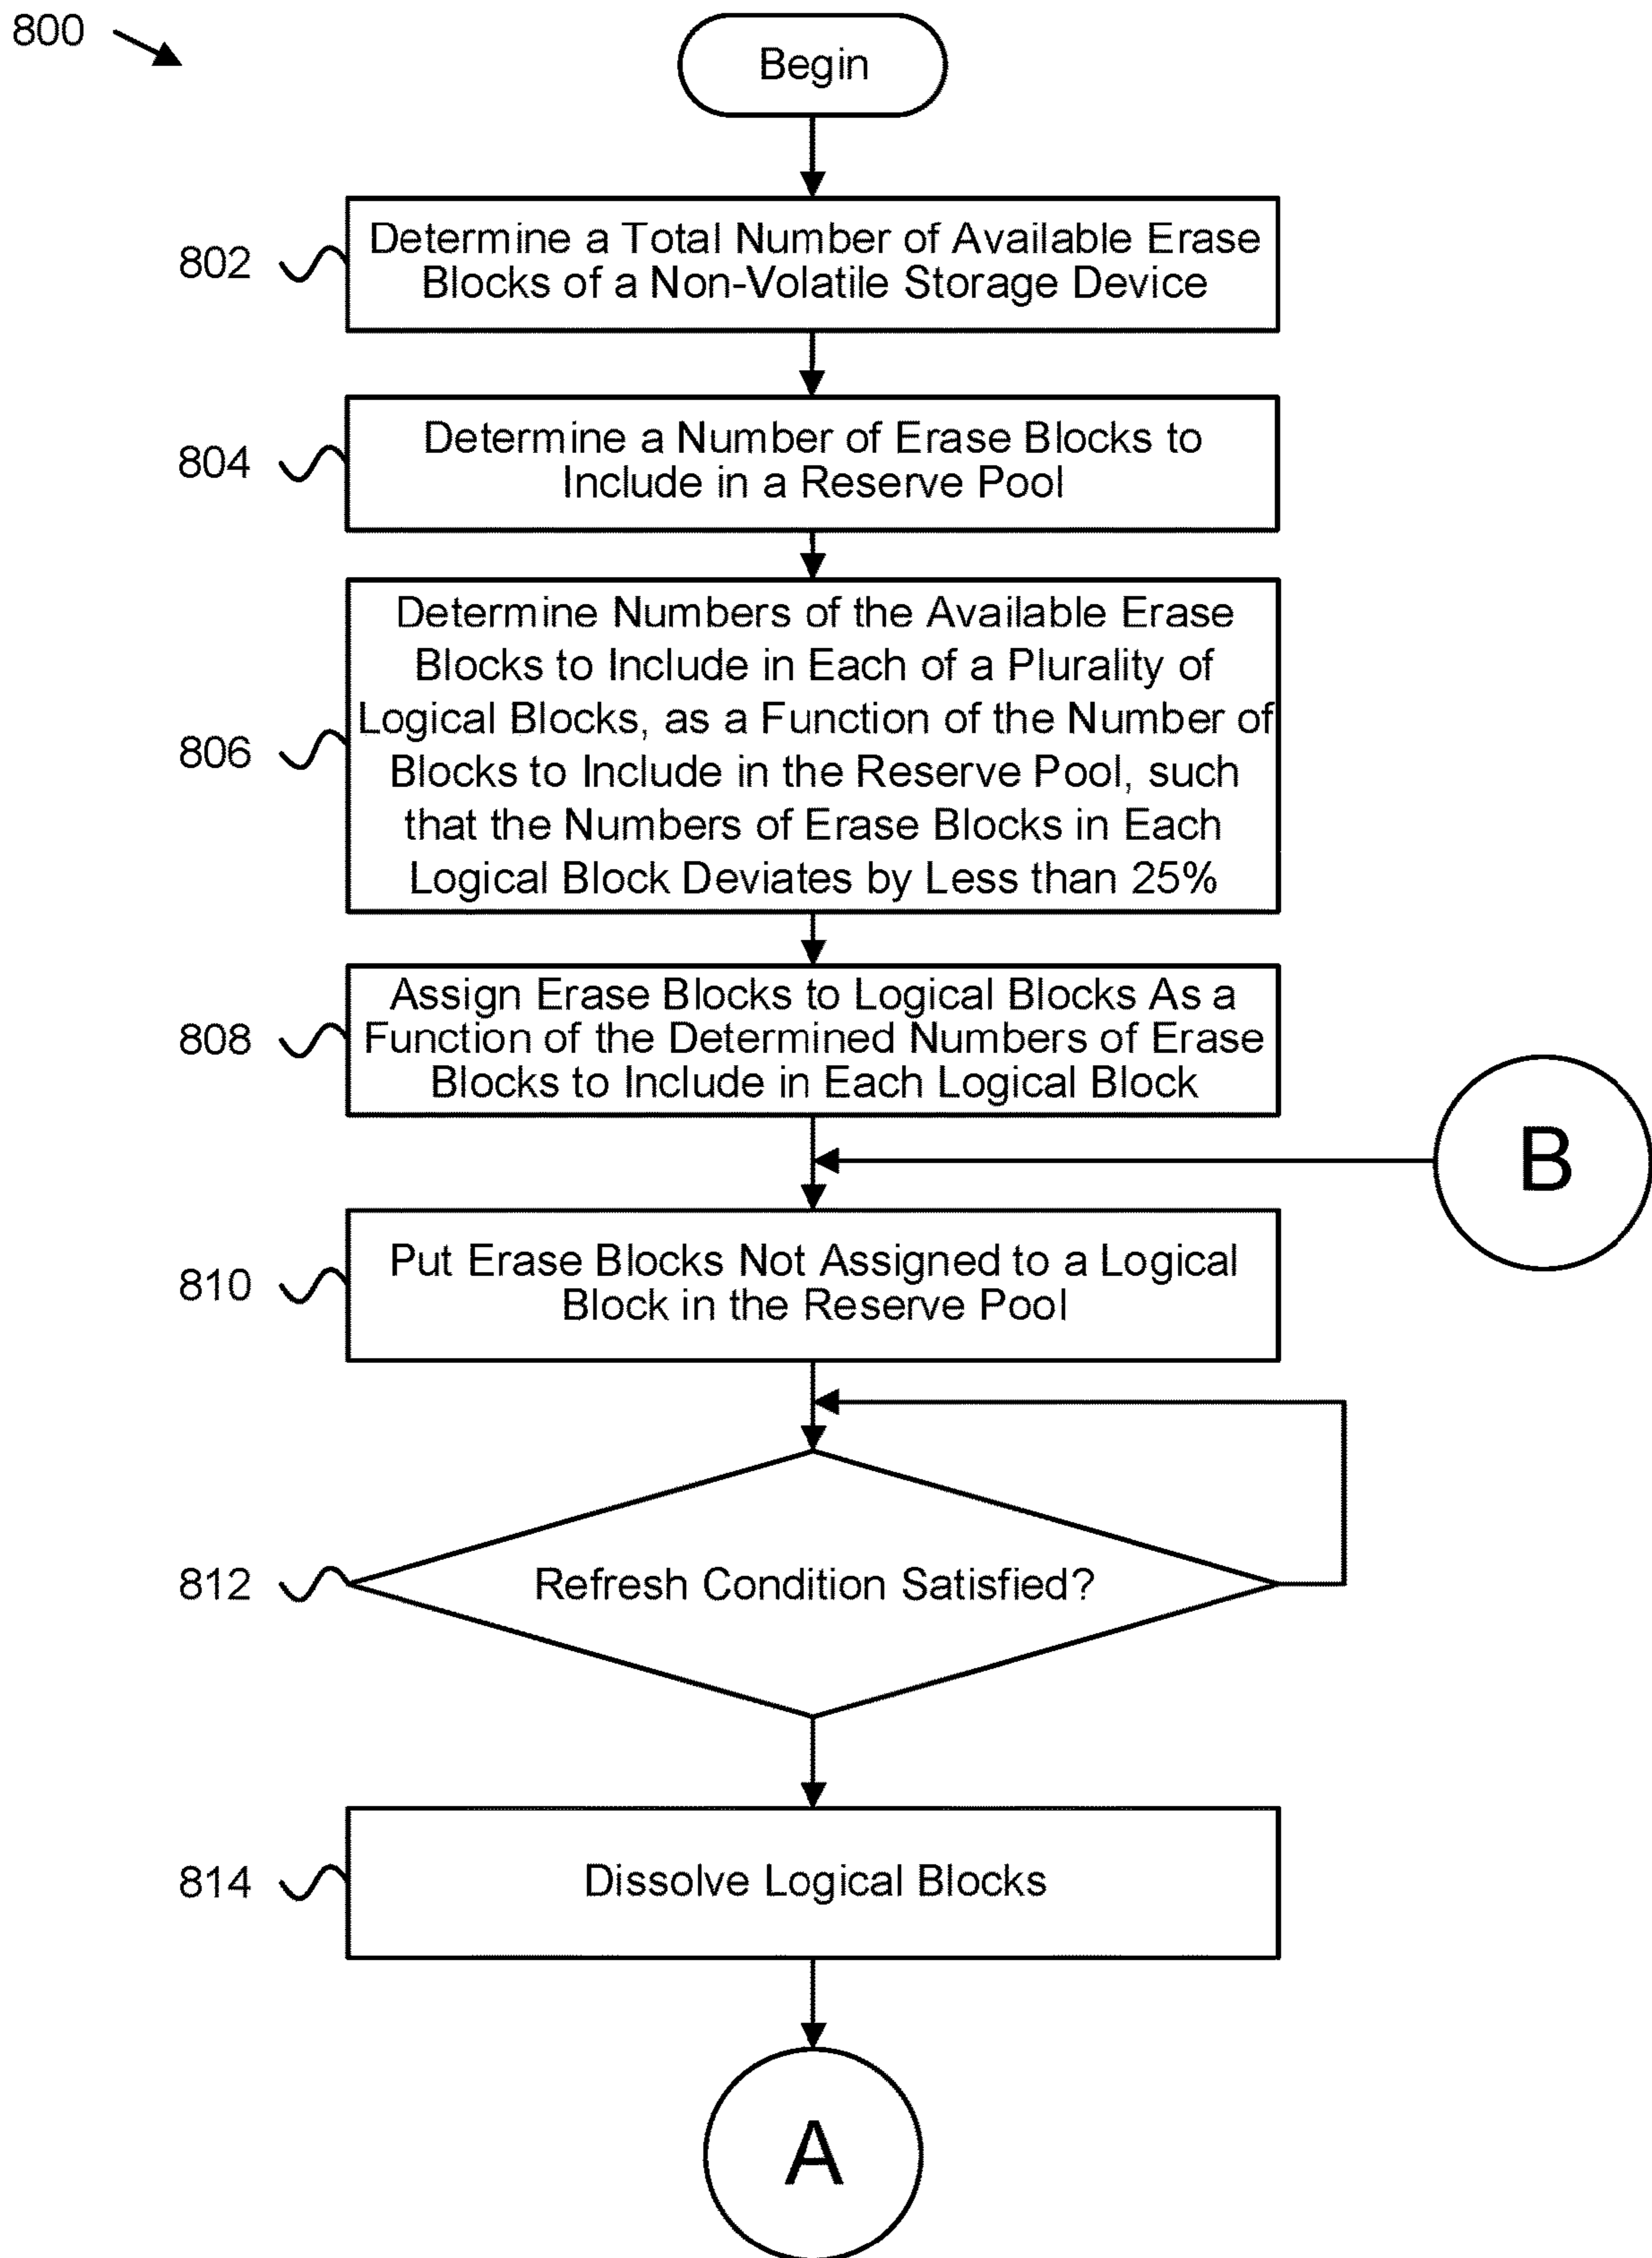 800
Begin
802
Determine a Total Number of Available Erase
Blocks of a Non-Volatile Storage Device
804
Determine a Number of Erase Blocks to
Include in a Reserve Pool
806
Determine Numbers of the Available Erase
Blocks to Include in Each of a Plurality of
Logical Blocks, as a Function of the Number of
Blocks to Include in the Reserve Pool, such
that the Numbers of Erase Blocks in Each
Logical Block Deviates by Less than 25%
808
Assign Erase Blocks to Logical Blocks As a
Function of the Determined Numbers of Erase
Blocks to Include in Each Logical Block
B
810
Put Erase Blocks Not Assigned to a Logical
Block in the Reserve Pool
812
Refresh Condition Satisfied?
814
Dissolve Logical Blocks
A